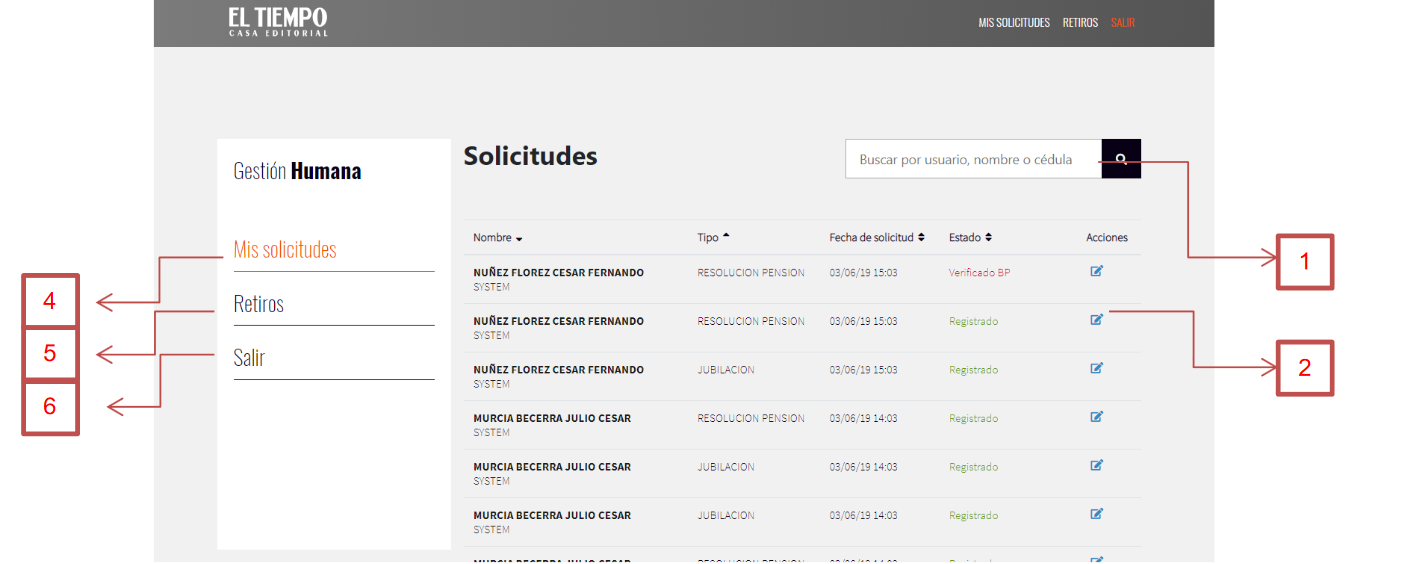 EL TIEMPO
CASA EDITORIAL
MIS SOLICITUDES RETIROS SALIR
Gestión Humana
Mis solicitudes
Retiros
Salir
4
5
6
Solicitudes
Buscar por usuario, nombre o cédula
1
2
Nombre Tipo Fecha de solicitud Estado Acciones
NUÑEZ FLOREZ CESAR FERNANDO RESOLUCION PENSION 03/06/19 15:03 Verificado BP
SYSTEM
NUÑEZ FLOREZ CESAR FERNANDO RESOLUCION PENSION 03/06/19 15:03 Registrado
SYSTEM
NUÑEZ FLOREZ CESAR FERNANDO JUBILACION 03/06/19 15:03 Registrado
SYSTEM
MURCIA BECERRA JULIO CESAR RESOLUCION PENSION 03/06/19 14:03 Registrado
SYSTEM
MURCIA BECERRA JULIO CESAR JUBILACION 03/06/19 14:03 Registrado
SYSTEM
MURCIA BECERRA JULIO CESAR JUBILACION 03/06/19 14:03 Registrado
SYSTEM